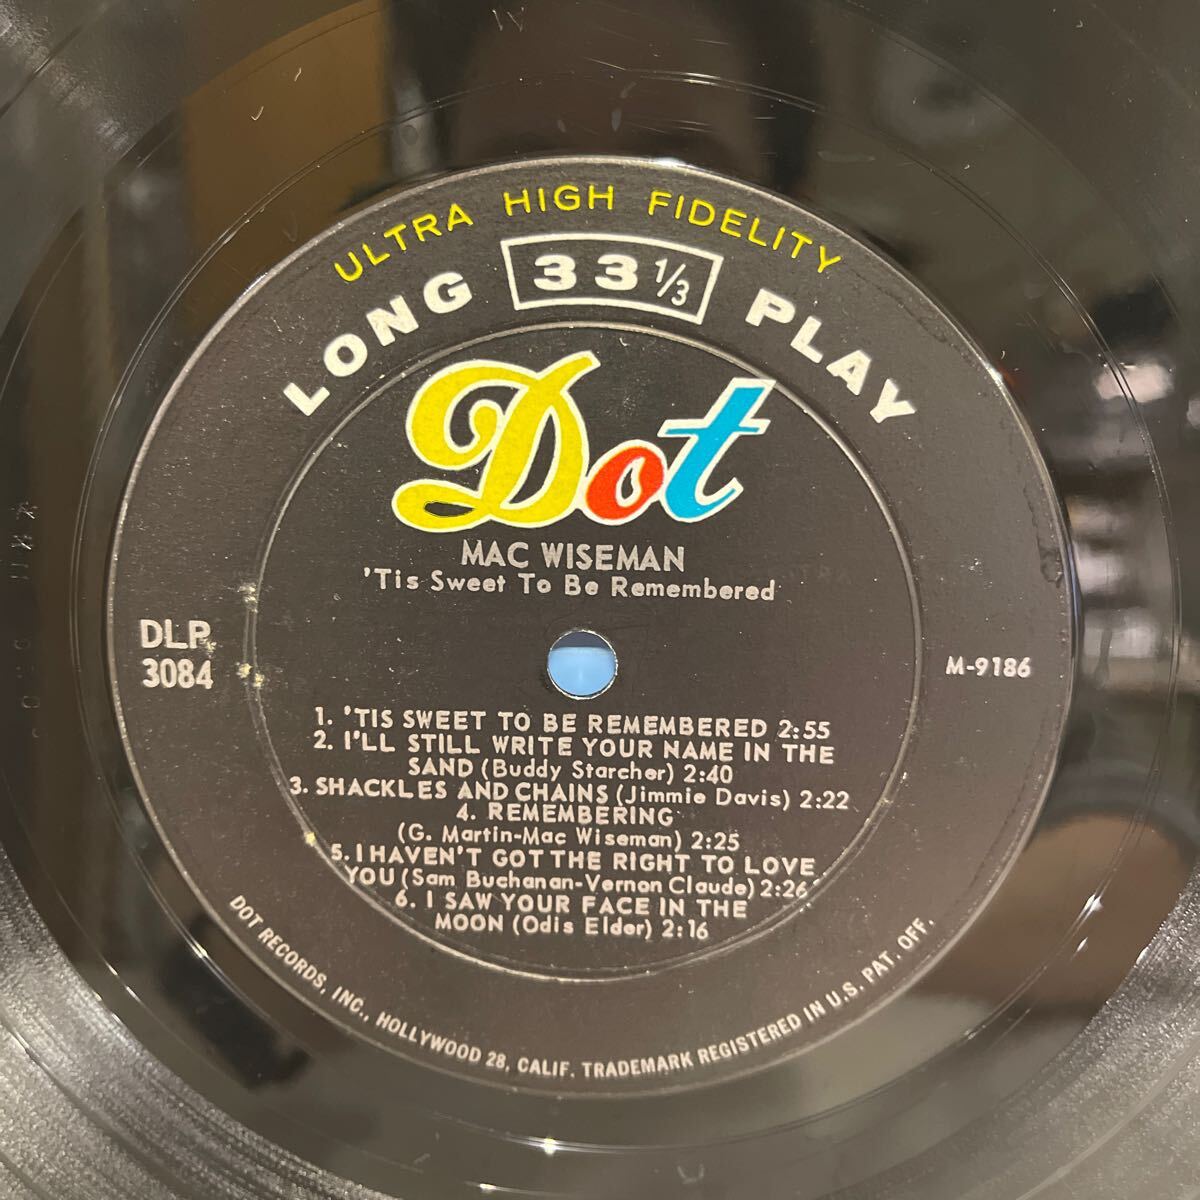 ULTRA HIGH FIDELITY
LONG 33 1/3 PLAY
Dot
MAC WISEMAN
'Tis Sweet To Be Remembered
DLP
3084
M-9186
1. 'TIS SWEET TO BE REMEMBERED 2:55
2. I'LL STILL WRITE YOUR NAME IN THE
SAND (Buddy Starcher) 2:40
3. SHACKLES AND CHAINS (Jimmie Davis) 2:22
4. REMEMBERING
(G. Martin-Mac Wiseman) 2:25
5. I HAVEN'T GOT THE RIGHT TO LOVE
YOU (Sam Buchanan-Vernon Claude) 2:26
6. I SAW YOUR FACE IN THE
MOON (Odis Elder) 2:16
DOT RECORDS, INC., HOLLYWOOD 28, CALIF. TRADEMARK REGISTERED IN U.S. PAT. OFF.